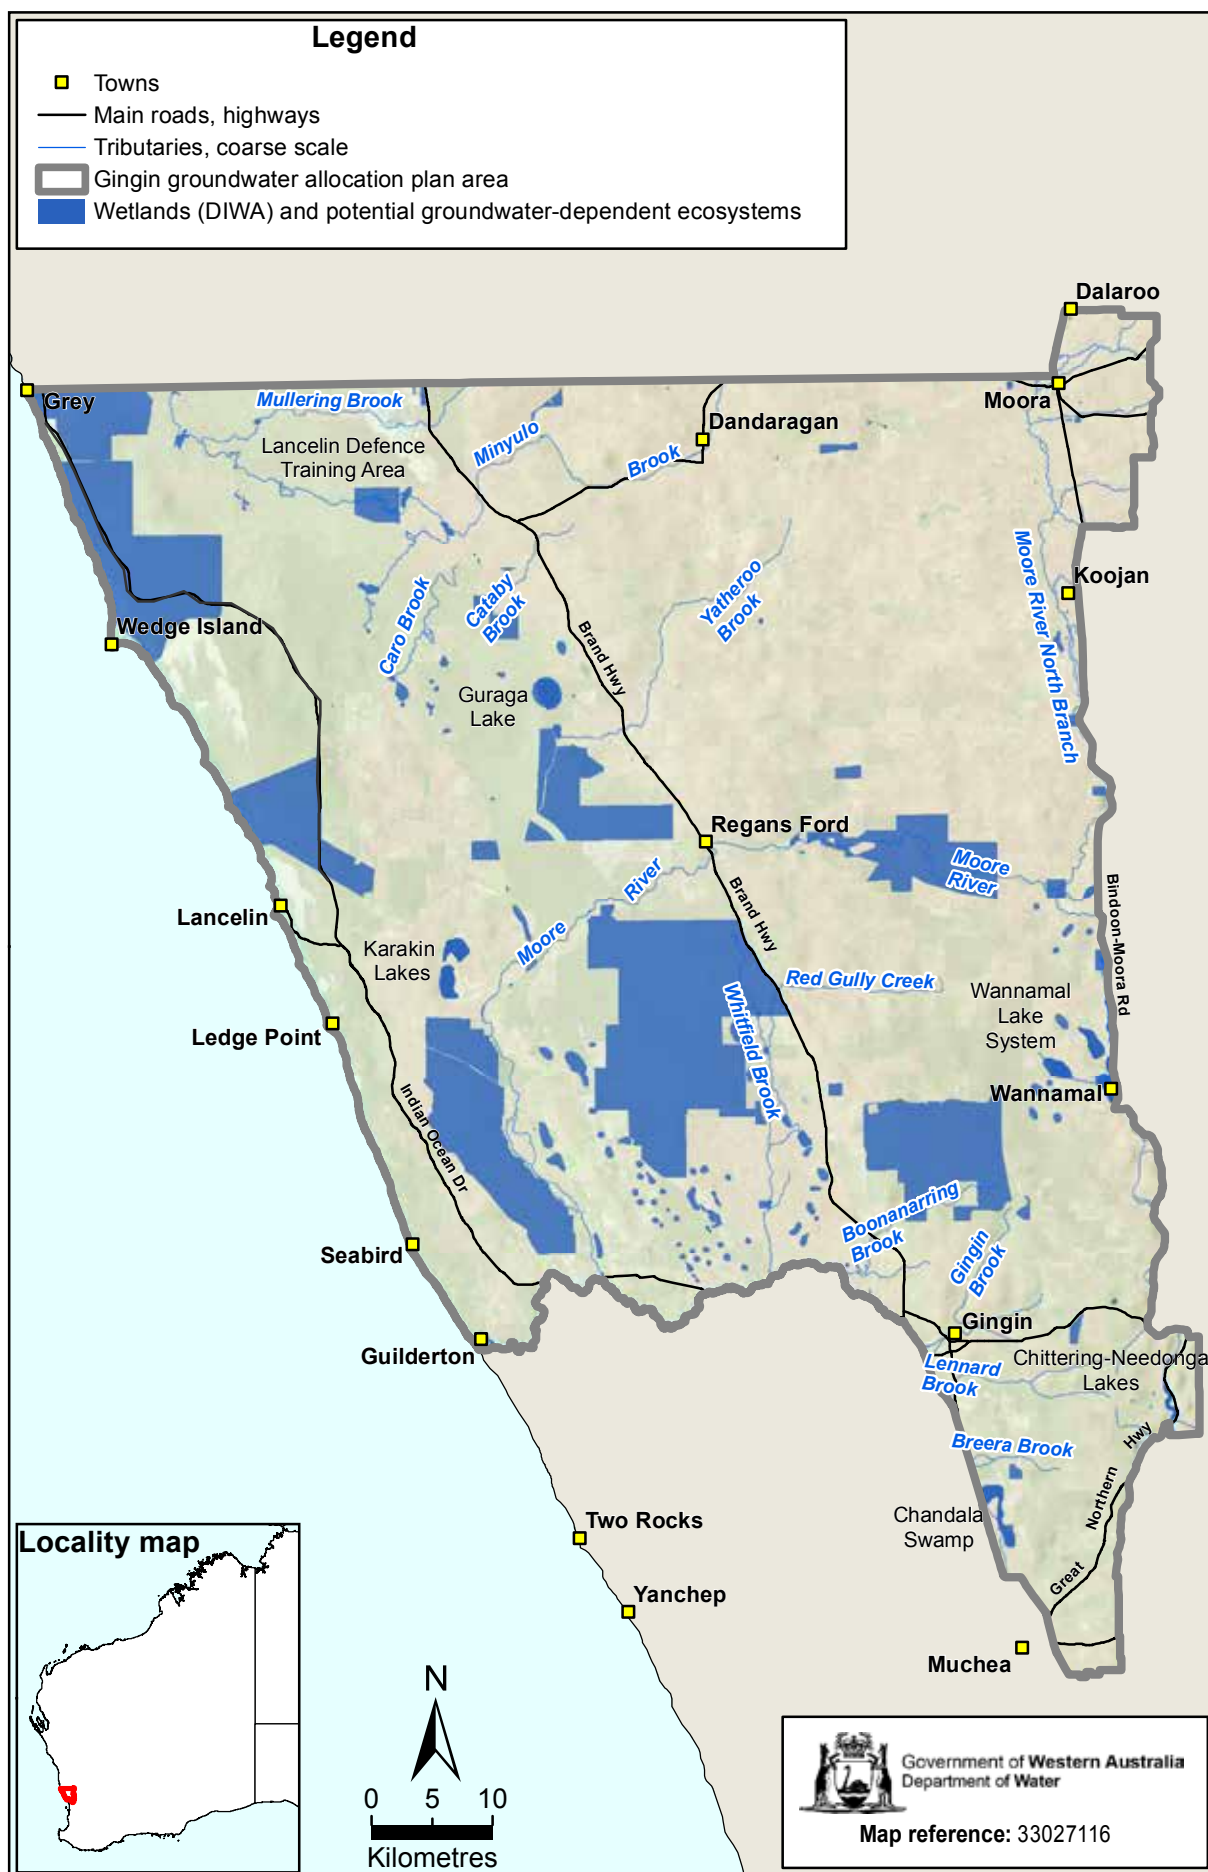 Legend
Towns
Main roads, highways
Tributaries, coarse scale
Gingin groundwater allocation plan area
Wetlands (DIWA) and potential groundwater-dependent ecosystems
Dalaroo
Grey
Mullering Brook
Moora
Dandaragan
Minyulo
Brook
Lancelin Defence
Training Area
Moore River North Branch
Koojan
Caro Brook
Cataby
Brook
Yatheroo
Brook
Wedge Island
Brand Hwy
Guraga
Lake
Regans Ford
Moore
River
Moore
River
Brand Hwy
Bindoon-Moora Rd
Lancelin
Karakin
Lakes
Red Gully Creek
Whitfield Brook
Wannamal
Lake
System
Ledge Point
Indian Ocean Dr
Wannamal
Boonanarring
Brook
Gingin
Brook
Seabird
Gingin
Guilderton
Lennard
Brook
Chittering-Needonga
Lakes
Breera Brook
Great
Northern
Hwy
Chandala
Swamp
Two Rocks
Yanchep
Muchea
Locality map
N
0 5 10
Kilometres
Government of Western Australia
Department of Water
Map reference: 33027116